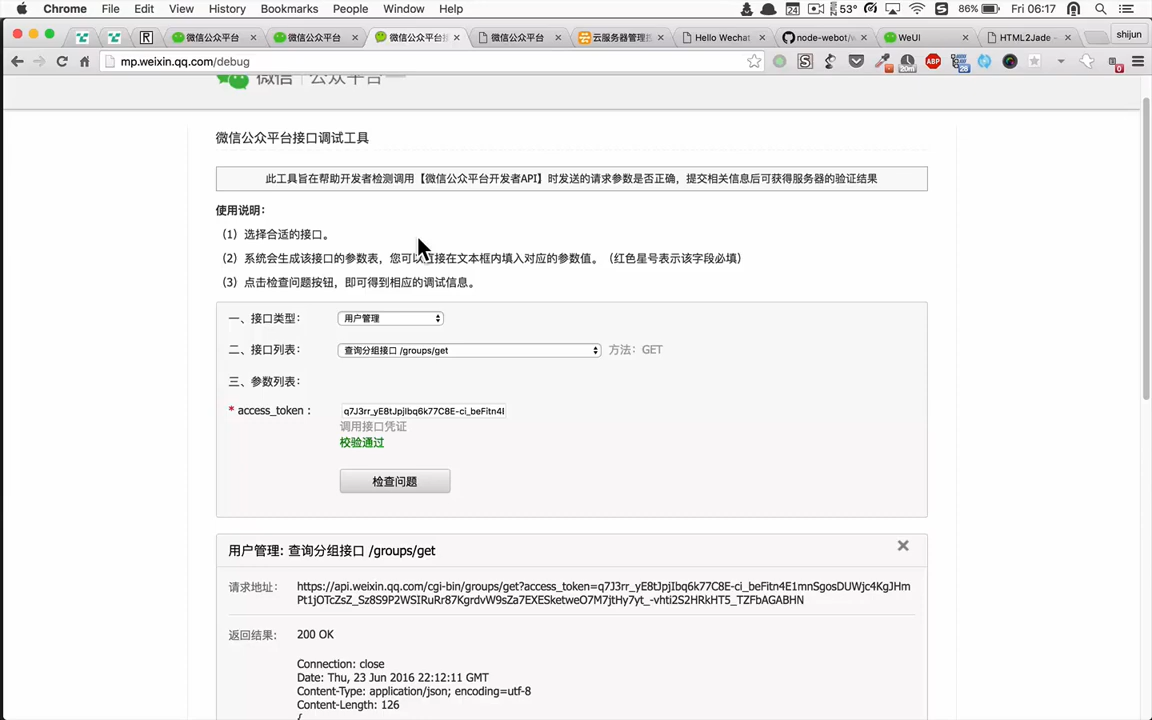 Chrome File Edit View History Bookmarks People Window Help
24 53° 86% Fri 06:17
微信公众平台
微信公众平台
微信公众平台
微信公众平台
云服务器管理
Hello Wechat
node-webot/w
WeUI
HTML2Jade -
shijun
mp.weixin.qq.com/debug
微信 | 公众平台
微信公众平台接口调试工具
此工具旨在帮助开发者检测调用【微信公众平台开发者API】时发送的请求参数是否正确，提交相关信息后可获得服务器的验证结果
使用说明：
（1）选择合适的接口。
（2）系统会生成该接口的参数表，您可以直接在文本框内填入对应的参数值。（红色星号表示该字段必填）
（3）点击检查问题按钮，即可得到相应的调试信息。
一、接口类型： 用户管理
二、接口列表： 查询分组接口 /groups/get 方法：GET
三、参数列表：
* access_token： q7J3rr_yE8tJpjIbq6k77C8E-ci_beFitn4I
调用接口凭证
校验通过
检查问题
用户管理: 查询分组接口 /groups/get
请求地址： https://api.weixin.qq.com/cgi-bin/groups/get?access_token=q7J3rr_yE8tJpjIbq6k77C8E-ci_beFitn4E1mnSgosDUWjc4KgJHm
Pt1jOTcZsZ_Sz8S9P2WSIRuRr87KgrdvW9sZa7EXESketweO7M7jtHy7yt_-vhti2S2HRkHT5_TZFbAGABHN
返回结果: 200 OK
Connection: close
Date: Thu, 23 Jun 2016 22:12:11 GMT
Content-Type: application/json; encoding=utf-8
Content-Length: 126
{